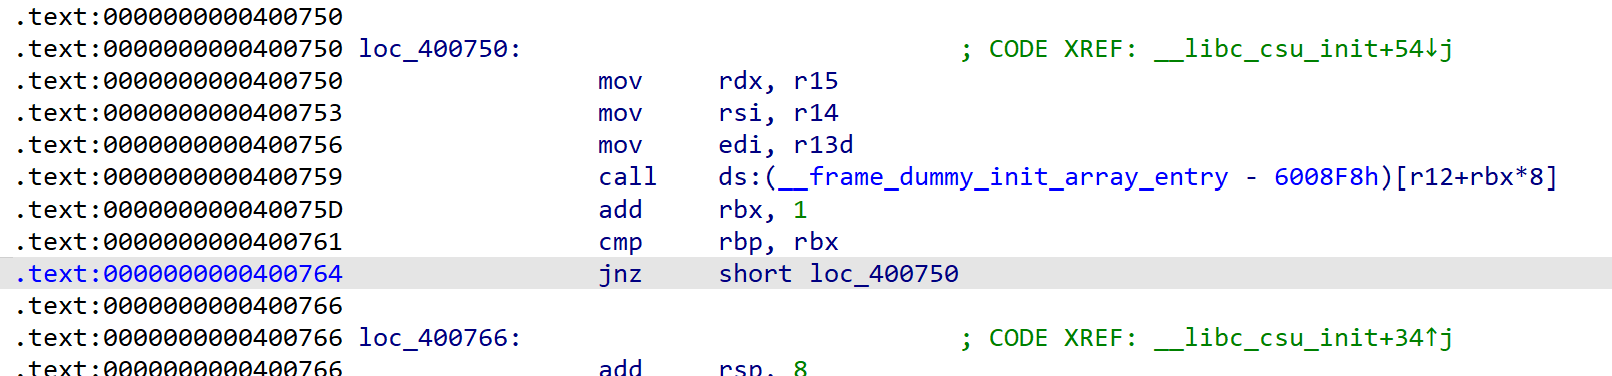 .text:0000000000400750
.text:0000000000400750 loc_400750: ; CODE XREF: __libc_csu_init+54↓j
.text:0000000000400750 mov rdx, r15
.text:0000000000400753 mov rsi, r14
.text:0000000000400756 mov edi, r13d
.text:0000000000400759 call ds:(__frame_dummy_init_array_entry - 6008F8h)[r12+rbx*8]
.text:000000000040075D add rbx, 1
.text:0000000000400761 cmp rbp, rbx
.text:0000000000400764 jnz short loc_400750
.text:0000000000400766
.text:0000000000400766 loc_400766: ; CODE XREF: __libc_csu_init+34↑j
.text:0000000000400766 add rsp, 8